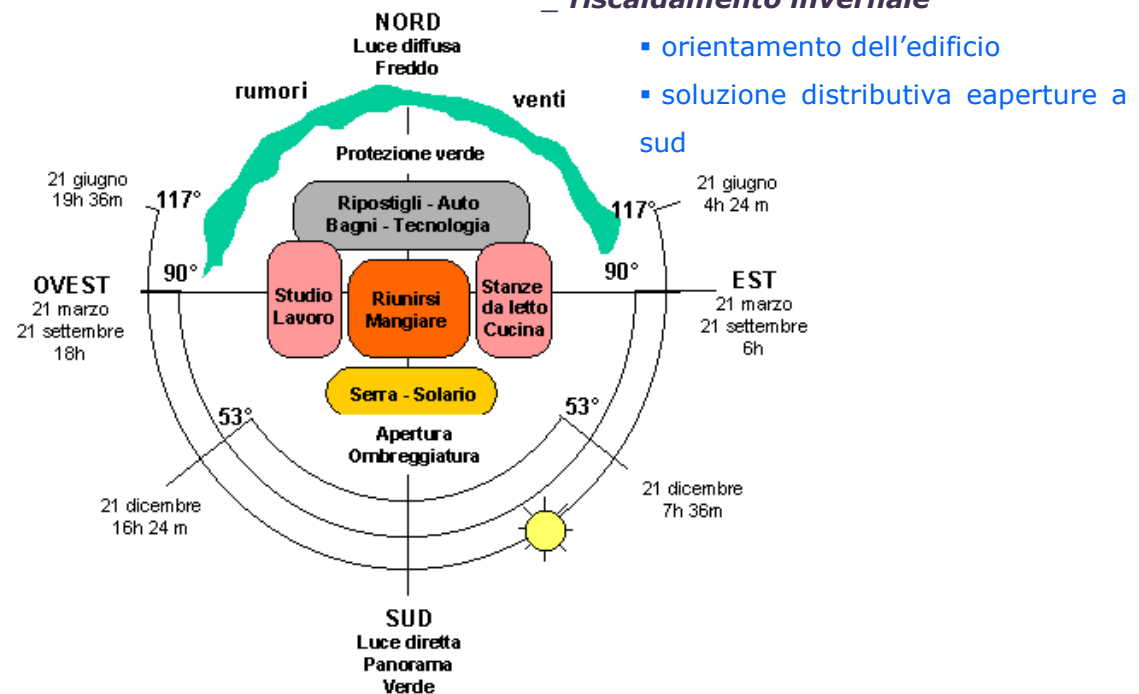 _ riscaldamento invernale
▪ orientamento dell’edificio
▪ soluzione distributiva eaperture a
sud
NORD
Luce diffusa
Freddo
rumori
venti
Protezione verde
21 giugno
19h 36m
117°
117°
21 giugno
4h 24 m
Ripostigli - Auto
Bagni - Tecnologia
OVEST
21 marzo
21 settembre
18h
90°
Studio
Lavoro
Riunirsi
Mangiare
Stanze
da letto
Cucina
90°
EST
21 marzo
21 settembre
6h
Serra - Solario
53°
53°
Apertura
Ombreggiatura
21 dicembre
16h 24 m
21 dicembre
7h 36m
SUD
Luce diretta
Panorama
Verde